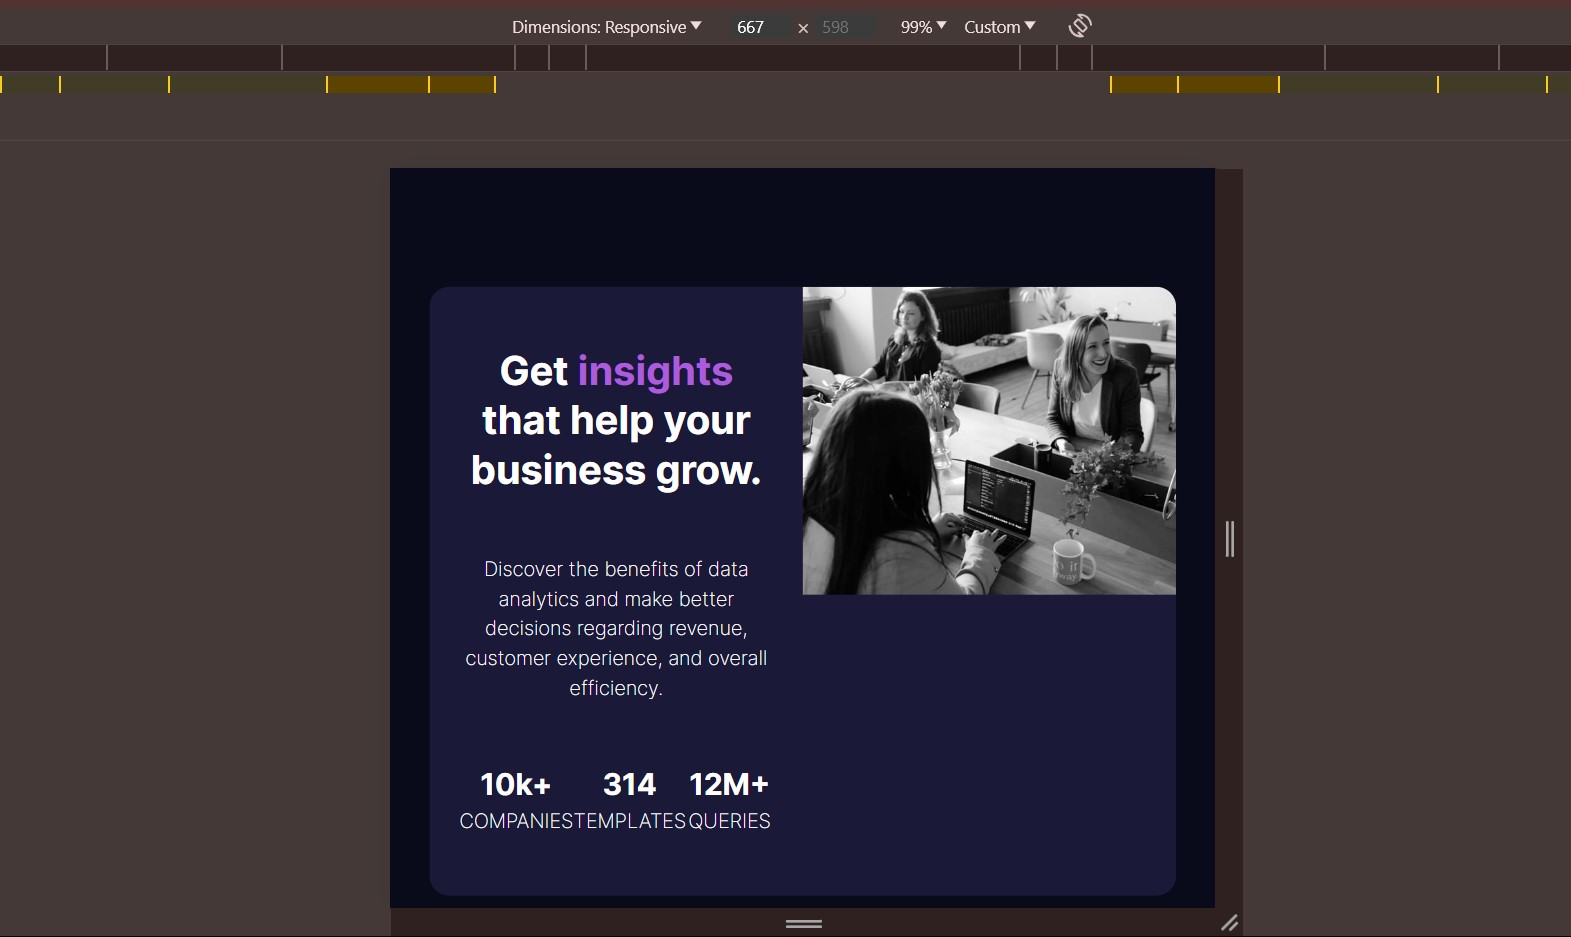 Dimensions: Responsive 667 × 598 99% Custom
Get insights
that help your
business grow.
Discover the benefits of data
analytics and make better
decisions regarding revenue,
customer experience, and overall
efficiency.
10k+ 314 12M+
COMPANIES TEMPLATES QUERIES